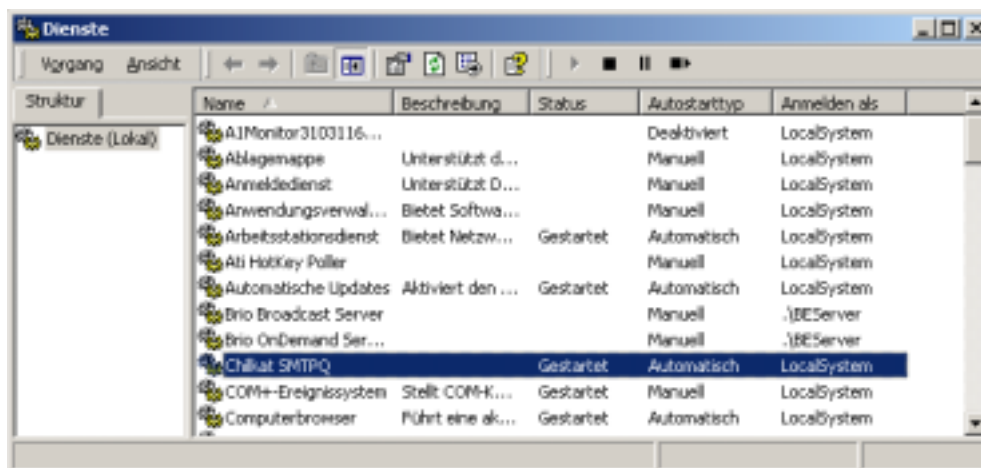 Dienste
Vorgang Ansicht
Struktur Name Beschreibung Status Autostarttyp Anmelden als
Dienste (Lokal)
A1Monitor3103116... Deaktiviert LocalSystem
Ablagemappe Unterstützt d... Manuell LocalSystem
Anmeldedienst Unterstützt D... Manuell LocalSystem
Anwendungsverwal... Bietet Softwa... Manuell LocalSystem
Arbeitsstationsdienst Bietet Netzw... Gestartet Automatisch LocalSystem
Ati HotKey Poller Manuell LocalSystem
Automatische Updates Aktiviert den ... Gestartet Automatisch LocalSystem
Brio Broadcast Server Manuell .\BEServer
Brio OnDemand Ser... Manuell .\BEServer
Chilkat SMTPQ Gestartet Automatisch LocalSystem
COM+-Ereignissystem Stellt COM-K... Gestartet Manuell LocalSystem
Computerbrowser Führt eine ak... Gestartet Automatisch LocalSystem